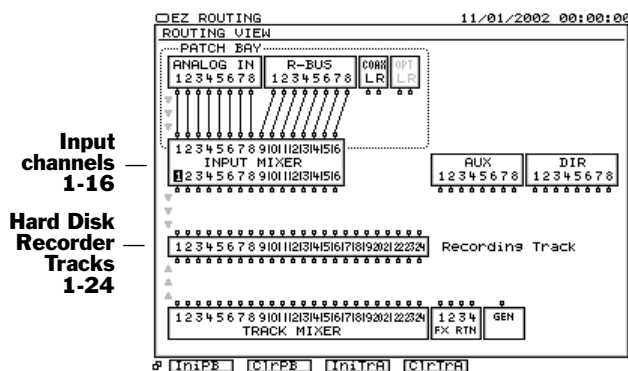 EZ ROUTING 11/01/2002 00:00:00
ROUTING VIEW
PATCH BAY
ANALOG IN R-BUS COAX OPT
12345678 12345678 LR LR
Input channels 1-16
12345678910111213141516
INPUT MIXER
12345678910111213141516
AUX DIR
12345678 12345678
Hard Disk Recorder Tracks 1-24
123456789101112131415161718192021222324 Recording Track
123456789101112131415161718192021222324 1234 GEN
TRACK MIXER FX RTN
IniPB ClrPB IniTrA ClrTrA